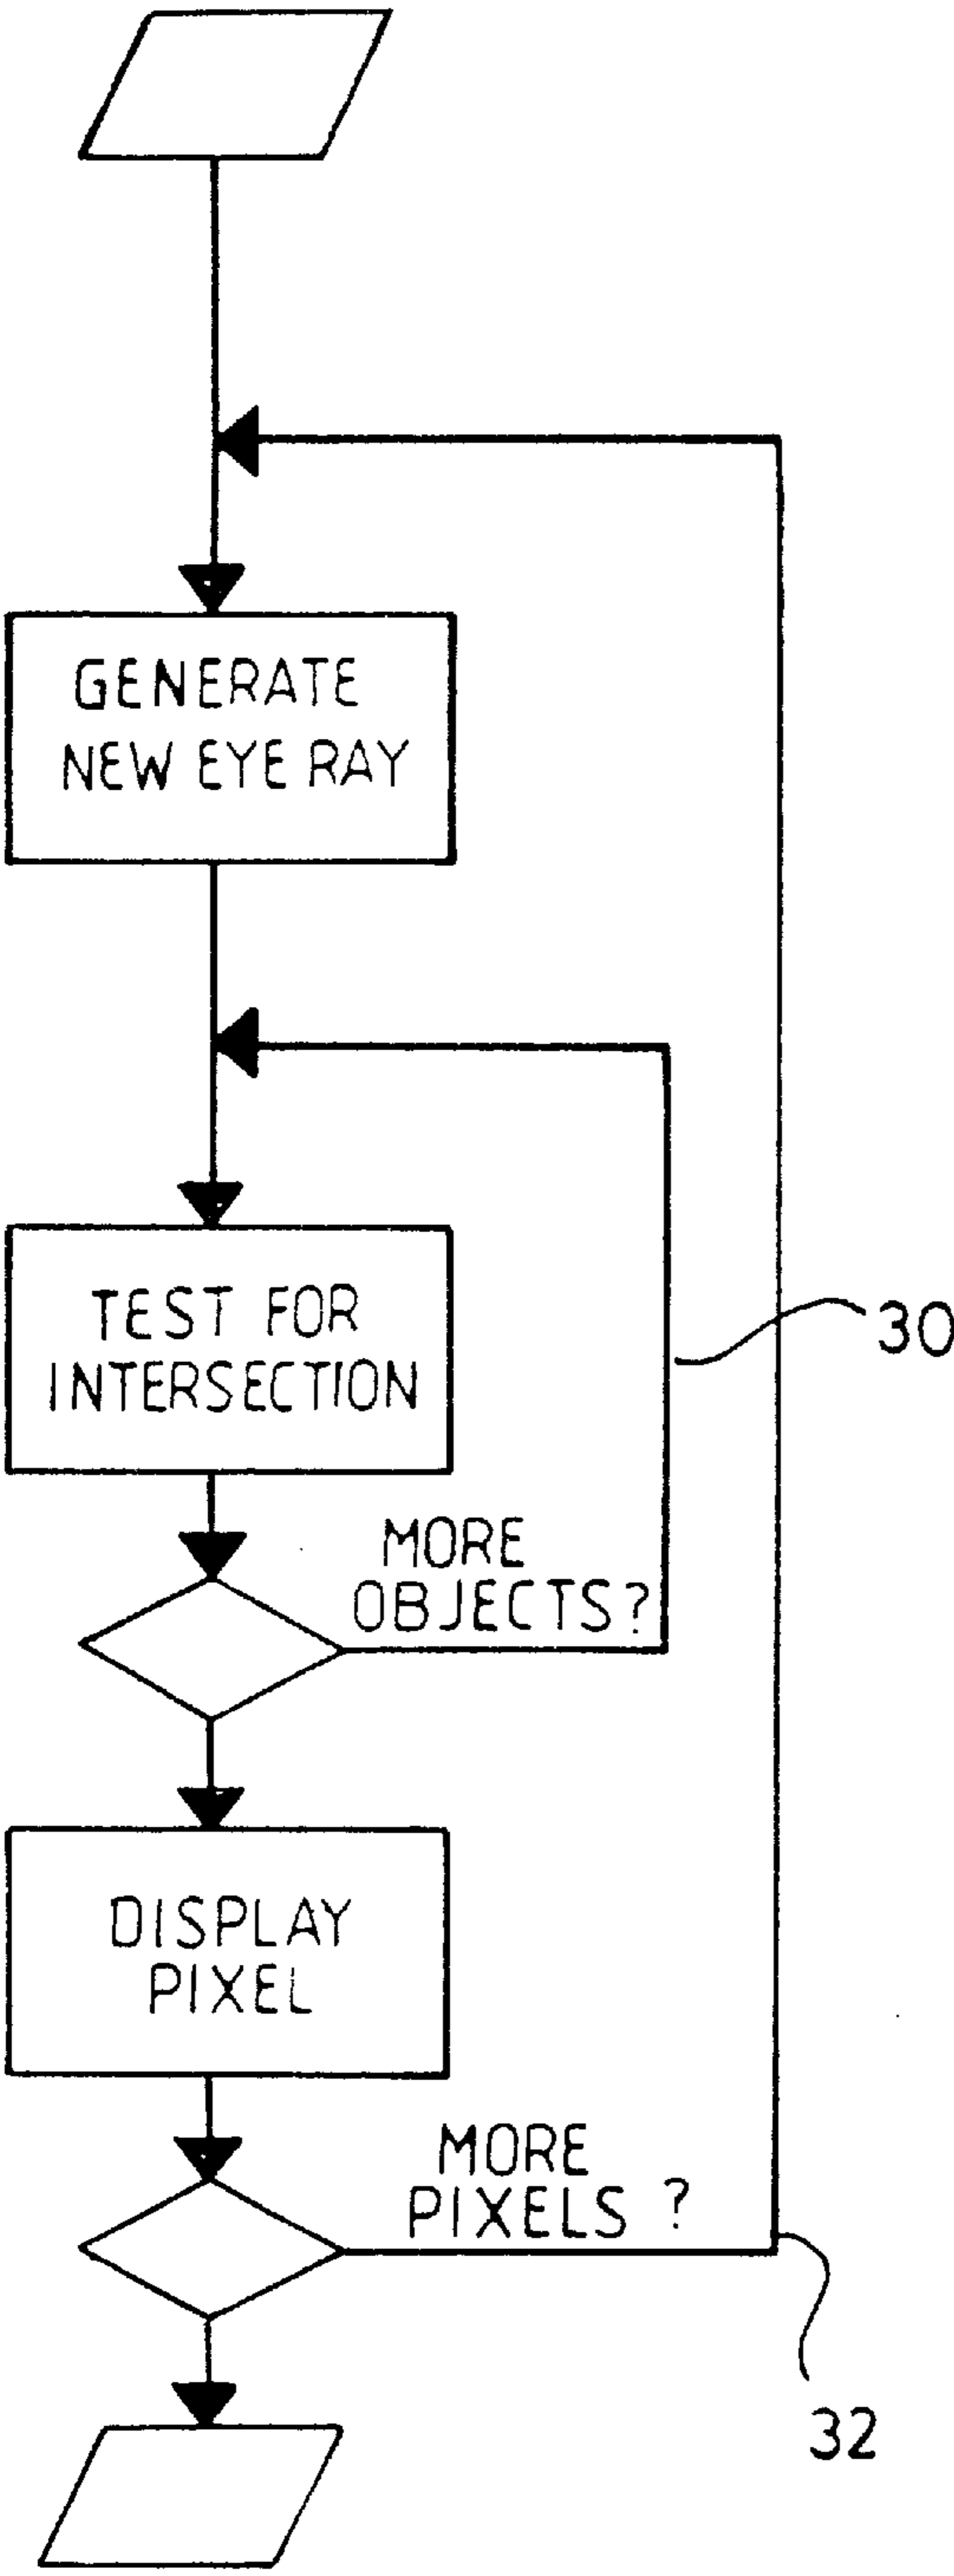 GENERATE
NEW EYE RAY
TEST FOR
INTERSECTION
30
MORE
OBJECTS?
DISPLAY
PIXEL
MORE
PIXELS ?
32